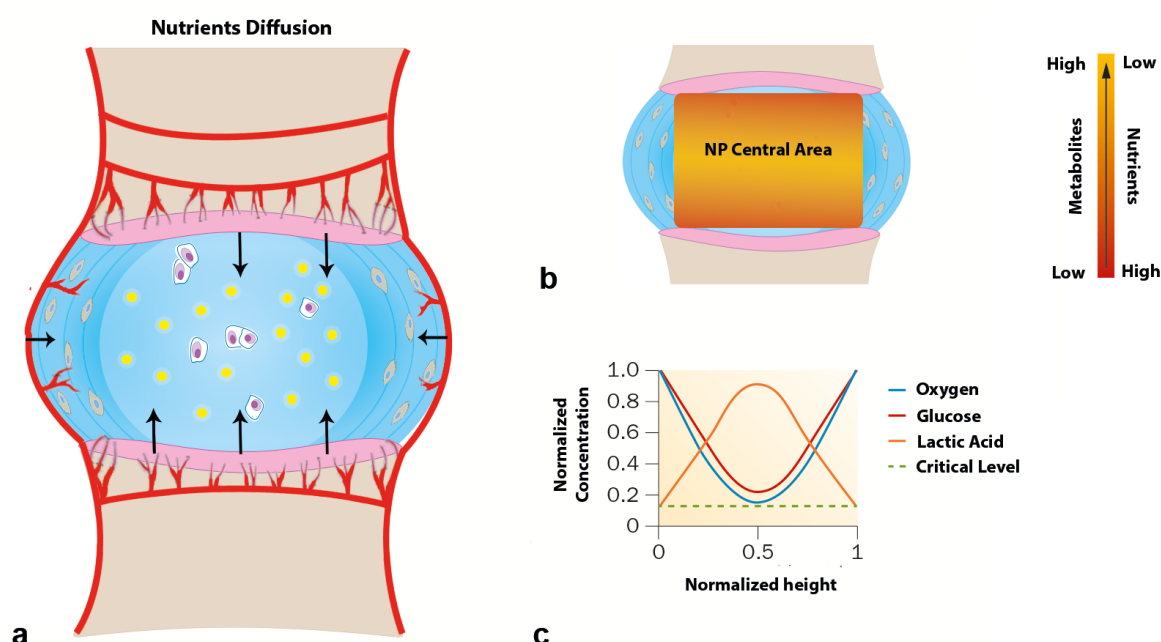 Nutrients Diffusion
a
NP Central Area
b
High
Low
Metabolites
Nutrients
Low
High
Normalized
Concentration
1.0
0.8
0.6
0.4
0.2
0
0
0.5
1
Normalized height
Oxygen
Glucose
Lactic Acid
Critical Level
c